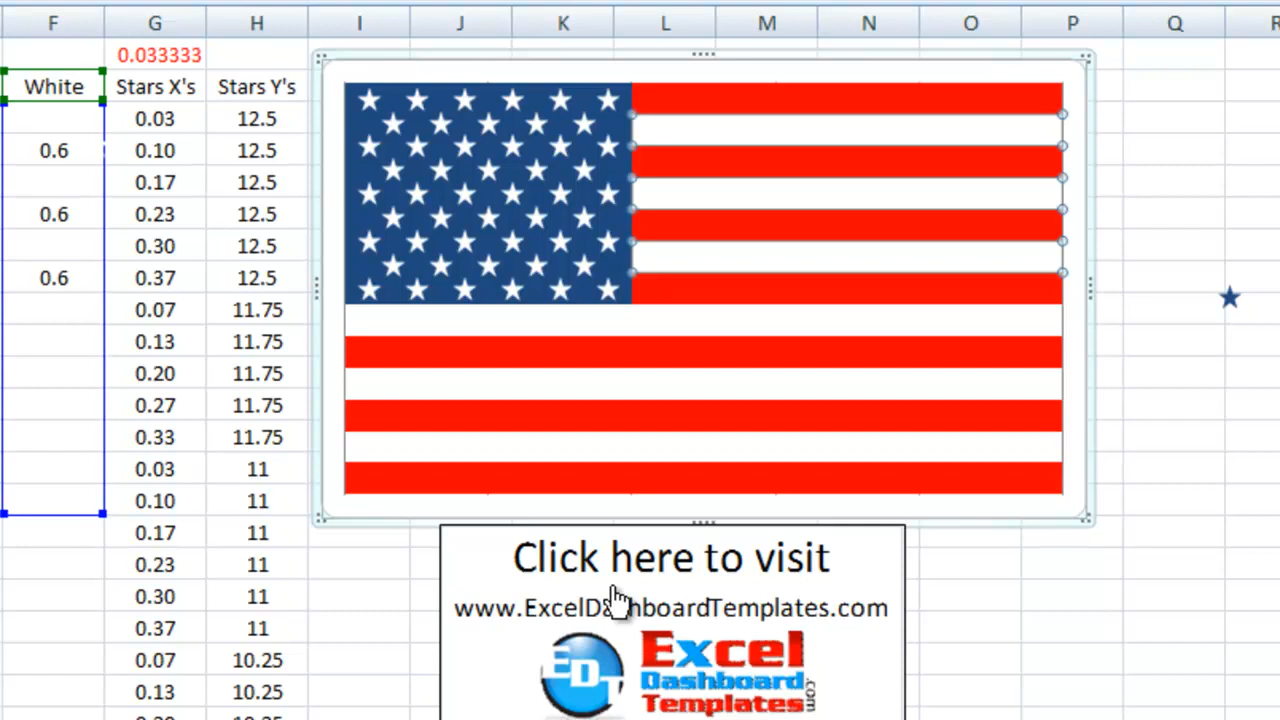 F G H I J K L M N O P Q R
0.033333
White Stars X's Stars Y's
0.03 12.5
0.6 0.10 12.5
0.17 12.5
0.6 0.23 12.5
0.30 12.5
0.6 0.37 12.5
0.07 11.75
0.13 11.75
0.20 11.75
0.27 11.75
0.33 11.75
0.03 11
0.10 11
0.17 11
0.23 11
0.30 11
0.37 11
0.07 10.25
0.13 10.25
Click here to visit
www.ExcelDashboardTemplates.com
EDT
Excel
Dashboard
Templates
.com